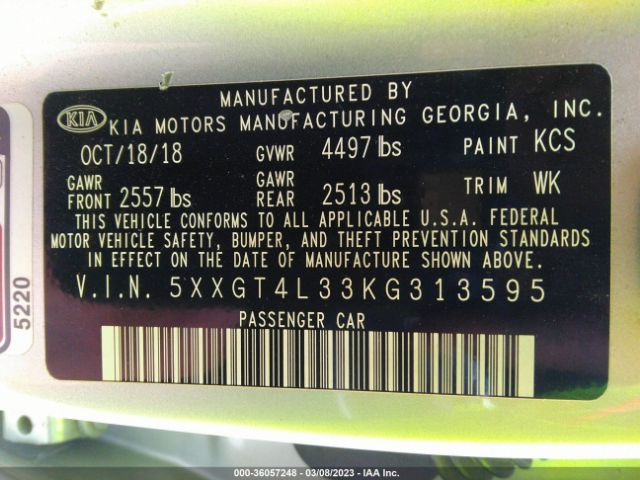 MANUFACTURED BY
KIA KIA MOTORS MANUFACTURING GEORGIA, INC.
OCT/18/18 GVWR 4497 lbs PAINT KCS
GAWR FRONT 2557 lbs GAWR REAR 2513 lbs TRIM WK
THIS VEHICLE CONFORMS TO ALL APPLICABLE U.S.A. FEDERAL
MOTOR VEHICLE SAFETY, BUMPER, AND THEFT PREVENTION STANDARDS
IN EFFECT ON THE DATE OF MANUFACTURE SHOWN ABOVE.
V.I.N. 5XXGT4L33KG313595
PASSENGER CAR
5220
000-36057248 - 03/08/2023 - IAA Inc.